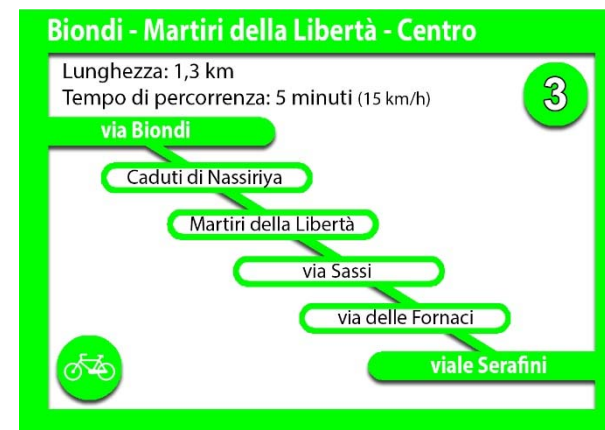 Biondi - Martiri della Libertà - Centro
Lunghezza: 1,3 km
Tempo di percorrenza: 5 minuti (15 km/h)
3
via Biondi
Caduti di Nassiriya
Martiri della Libertà
via Sassi
via delle Fornaci
viale Serafini